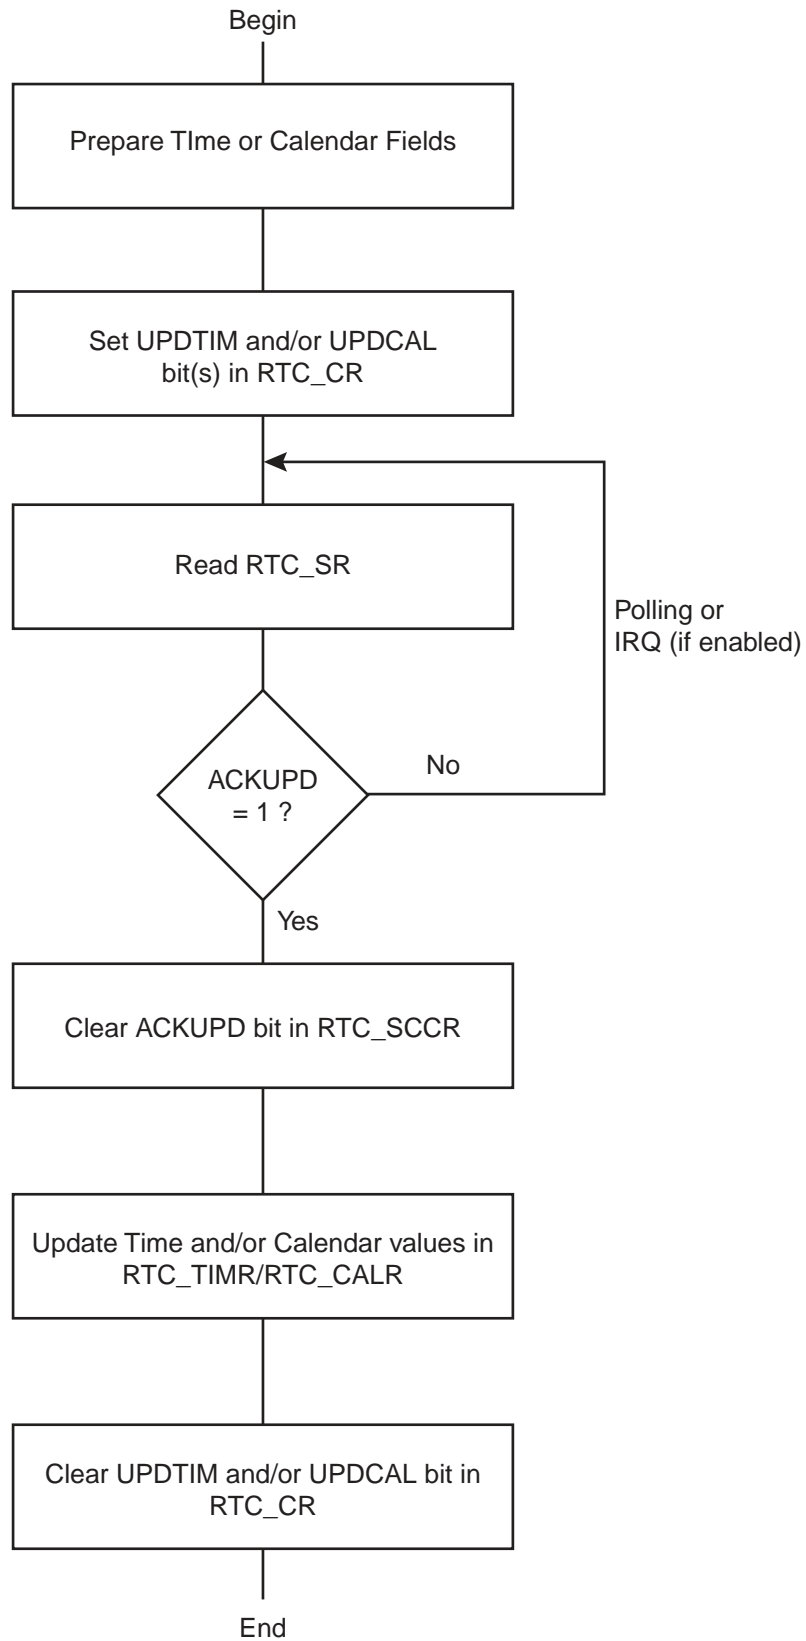 Begin
Prepare TIme or Calendar Fields
Set UPDTIM and/or UPDCAL
bit(s) in RTC_CR
Read RTC_SR
Polling or
IRQ (if enabled)
ACKUPD
= 1 ?
No
Yes
Clear ACKUPD bit in RTC_SCCR
Update Time and/or Calendar values in
RTC_TIMR/RTC_CALR
Clear UPDTIM and/or UPDCAL bit in
RTC_CR
End